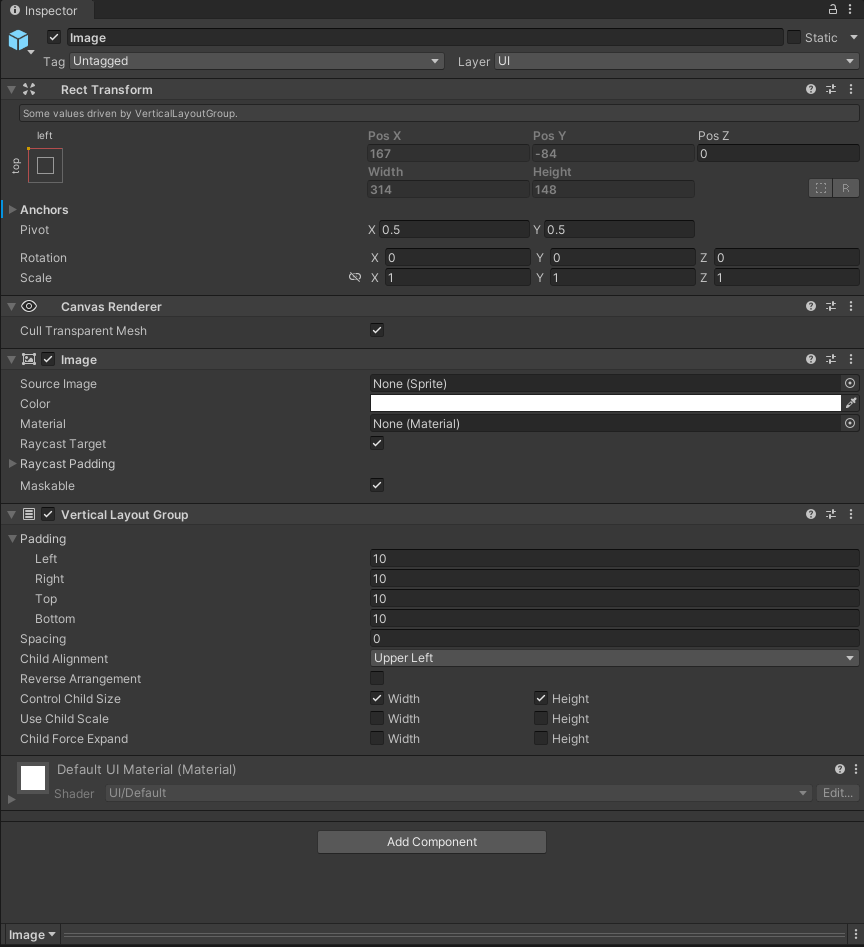 Inspector
Image Static
Tag Untagged Layer UI
Rect Transform
Some values driven by VerticalLayoutGroup.
left
top
Pos X Pos Y Pos Z
167 -84 0
Width Height
314 148
R
Anchors
Pivot X 0.5 Y 0.5
Rotation X 0 Y 0 Z 0
Scale X 1 Y 1 Z 1
Canvas Renderer
Cull Transparent Mesh
Image
Source Image None (Sprite)
Color
Material None (Material)
Raycast Target
Raycast Padding
Maskable
Vertical Layout Group
Padding
Left 10
Right 10
Top 10
Bottom 10
Spacing 0
Child Alignment Upper Left
Reverse Arrangement
Control Child Size Width Height
Use Child Scale Width Height
Child Force Expand Width Height
Default UI Material (Material)
Shader UI/Default Edit...
Add Component
Image